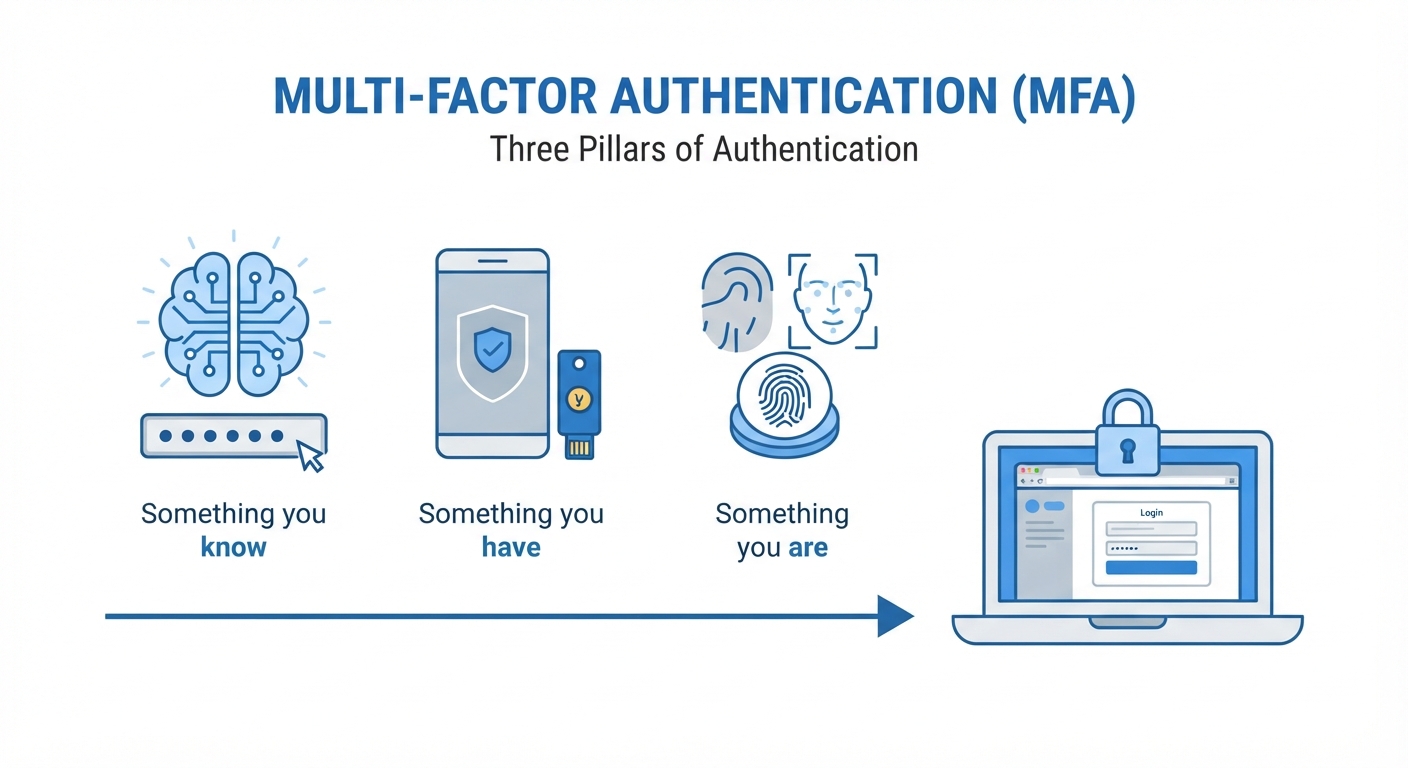 MULTI-FACTOR AUTHENTICATION (MFA)
Three Pillars of Authentication
Something you
know
Something you
have
Something
you are
y
Login